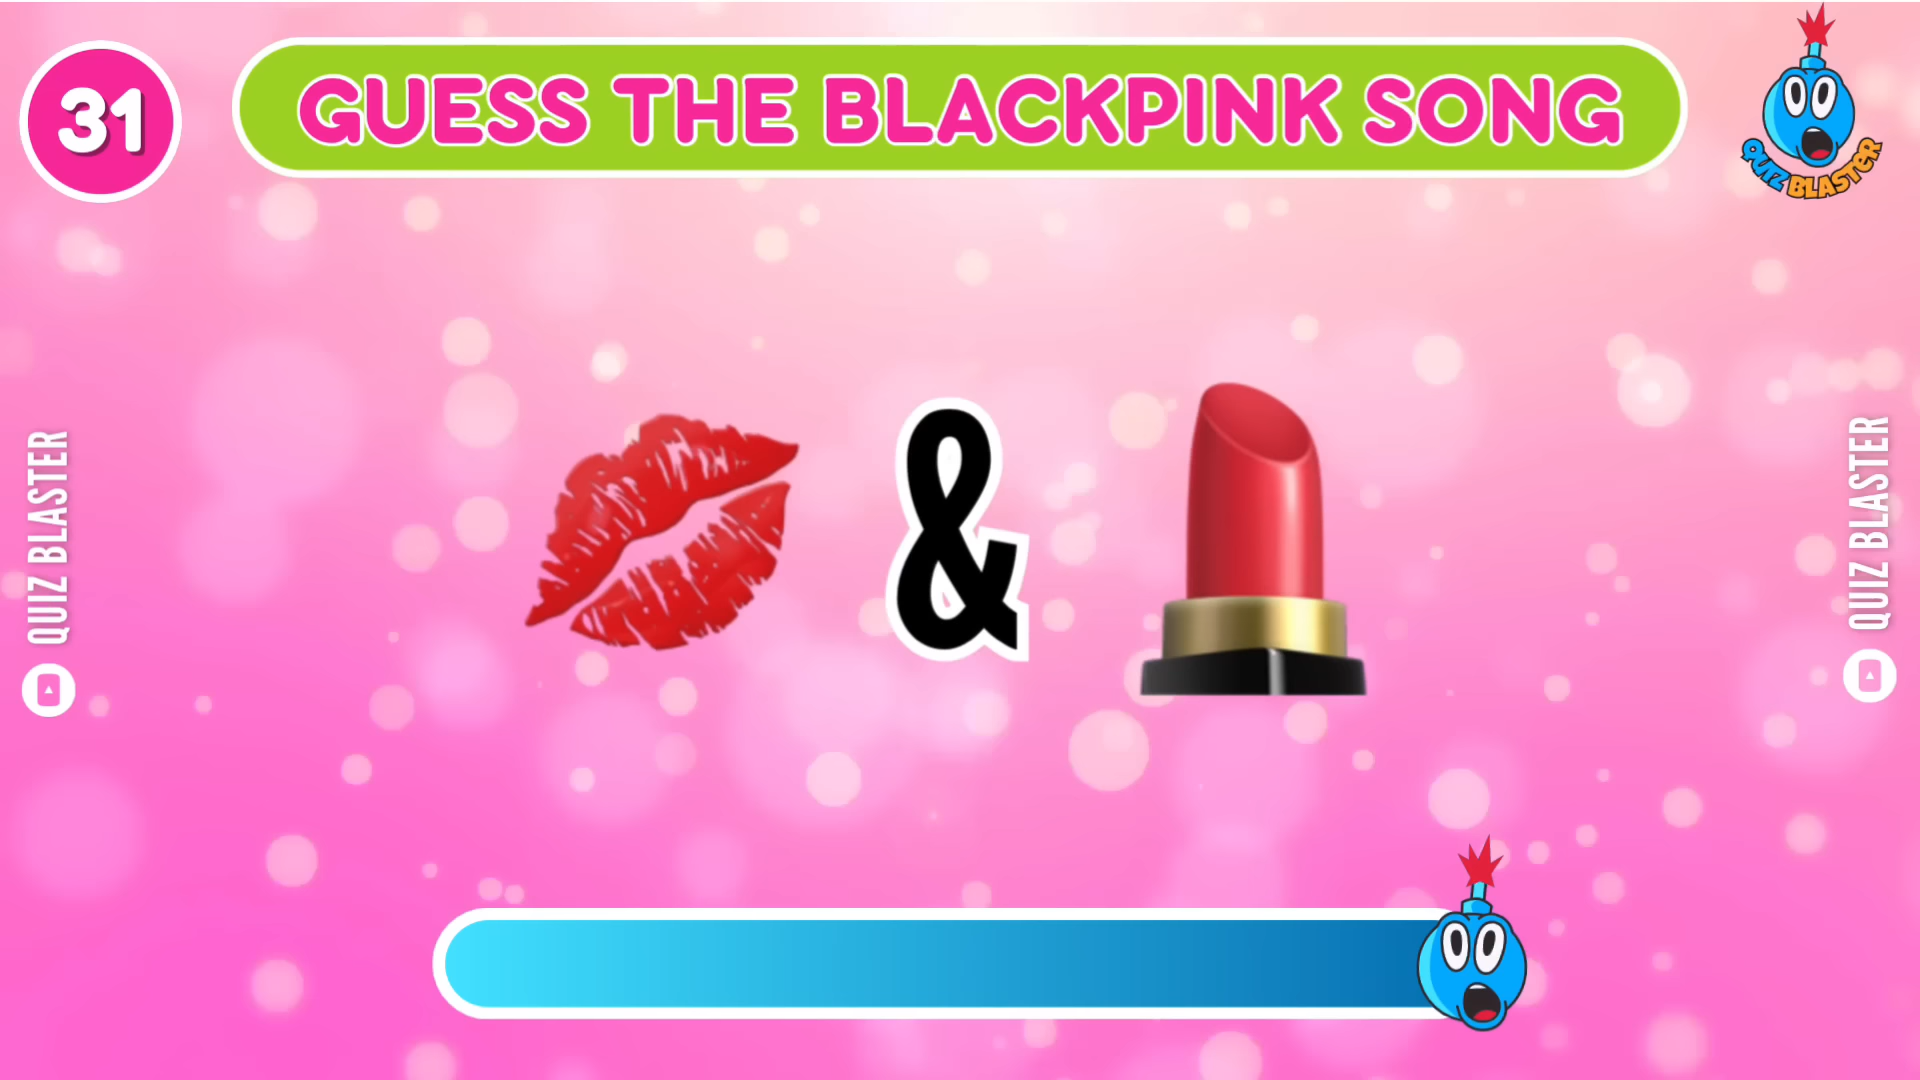 31
GUESS THE BLACKPINK SONG
QUIZ BLASTER
QUIZ BLASTER
&
QUIZ BLASTER